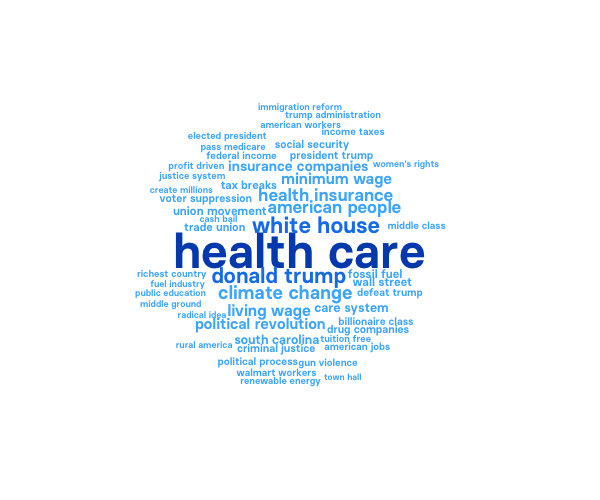 immigration reform
trump administration
american workers
income taxes
elected president
pass medicare
social security
federal income
president trump
profit driven
insurance companies
women's rights
justice system
minimum wage
create millions
tax breaks
voter suppression
health insurance
union movement
american people
cash bail
trade union
white house
middle class
health care
richest country
donald trump
fossil fuel
fuel industry
wall street
public education
climate change
defeat trump
middle ground
living wage
care system
radical idea
political revolution
billionaire class
drug companies
south carolina
tuition free
rural america
criminal justice
american jobs
political process
gun violence
walmart workers
town hall
renewable energy